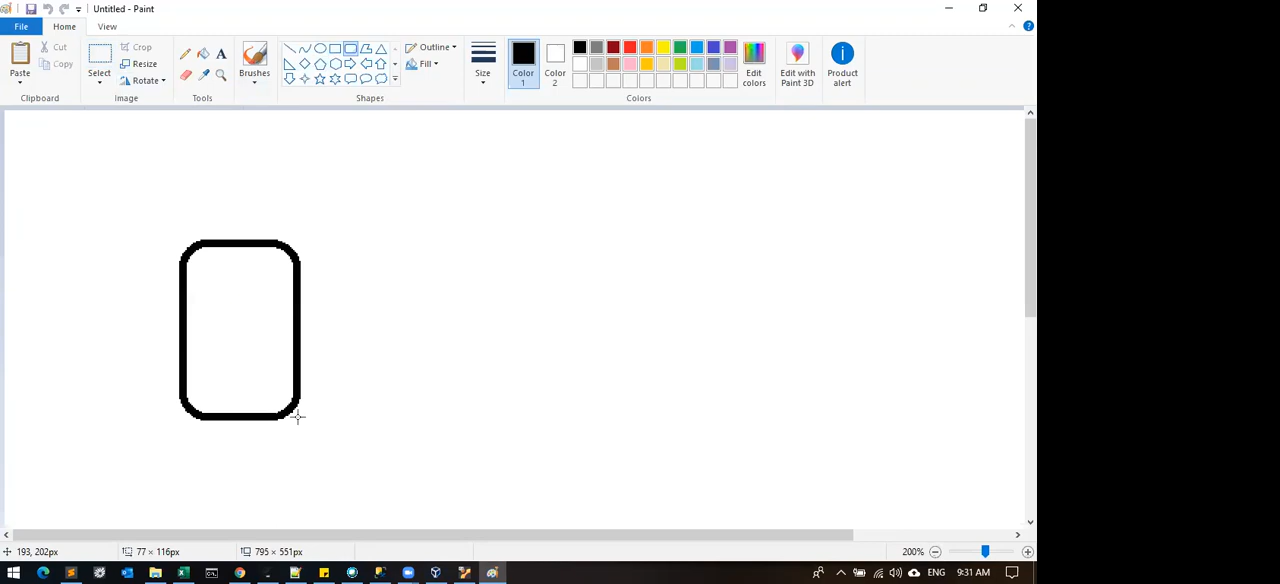 Untitled - Paint
File Home View
Paste
Cut
Copy
Clipboard
Select
Crop
Resize
Rotate
Image
A
Tools
Brushes
Shapes
Outline
Fill
Size
Color 1
Color 2
Colors
Edit colors
Edit with Paint 3D
Product alert
193, 202px 77 × 116px 795 × 551px 200%
ENG 9:31 AM